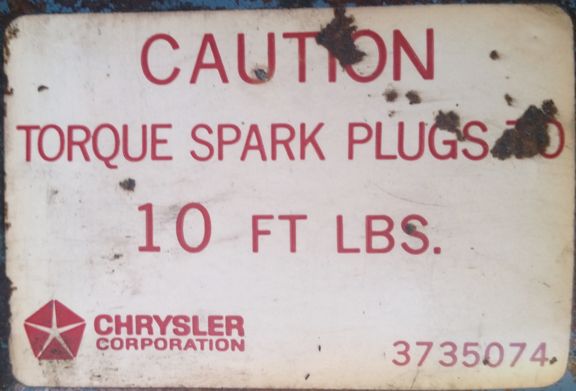 CAUTION
TORQUE SPARK PLUGS TO
10 FT LBS.
CHRYSLER
CORPORATION
3735074